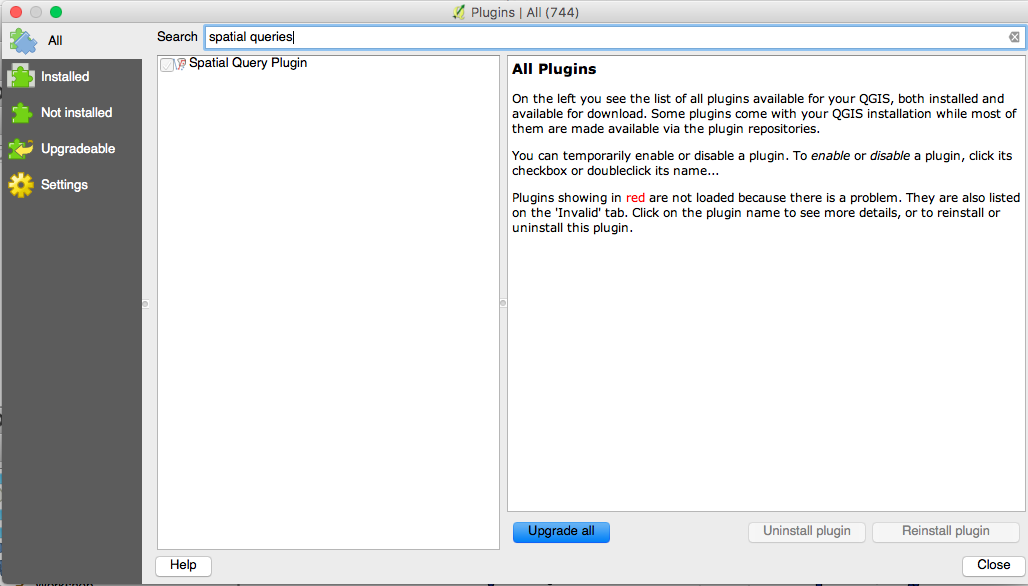 Plugins | All (744)
All
Search
spatial queries
Installed
Not installed
Upgradeable
Settings
Spatial Query Plugin
All Plugins
On the left you see the list of all plugins available for your QGIS, both installed and
available for download. Some plugins come with your QGIS installation while most of
them are made available via the plugin repositories.
You can temporarily enable or disable a plugin. To enable or disable a plugin, click its
checkbox or doubleclick its name...
Plugins showing in red are not loaded because there is a problem. They are also listed
on the 'Invalid' tab. Click on the plugin name to see more details, or to reinstall or
uninstall this plugin.
Upgrade all
Uninstall plugin
Reinstall plugin
Help
Close